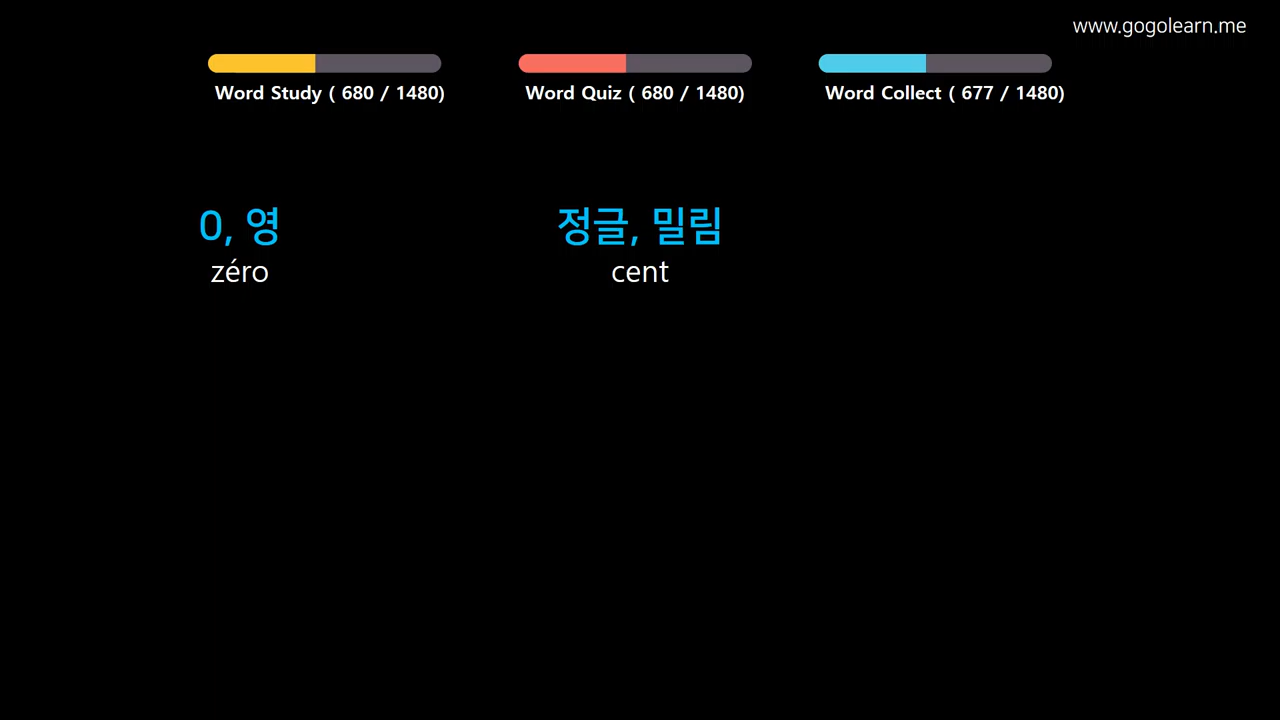 www.gogolearn.me
Word Study ( 680 / 1480)
Word Quiz ( 680 / 1480)
Word Collect ( 677 / 1480)
0, 영
zéro
정글, 밀림
cent